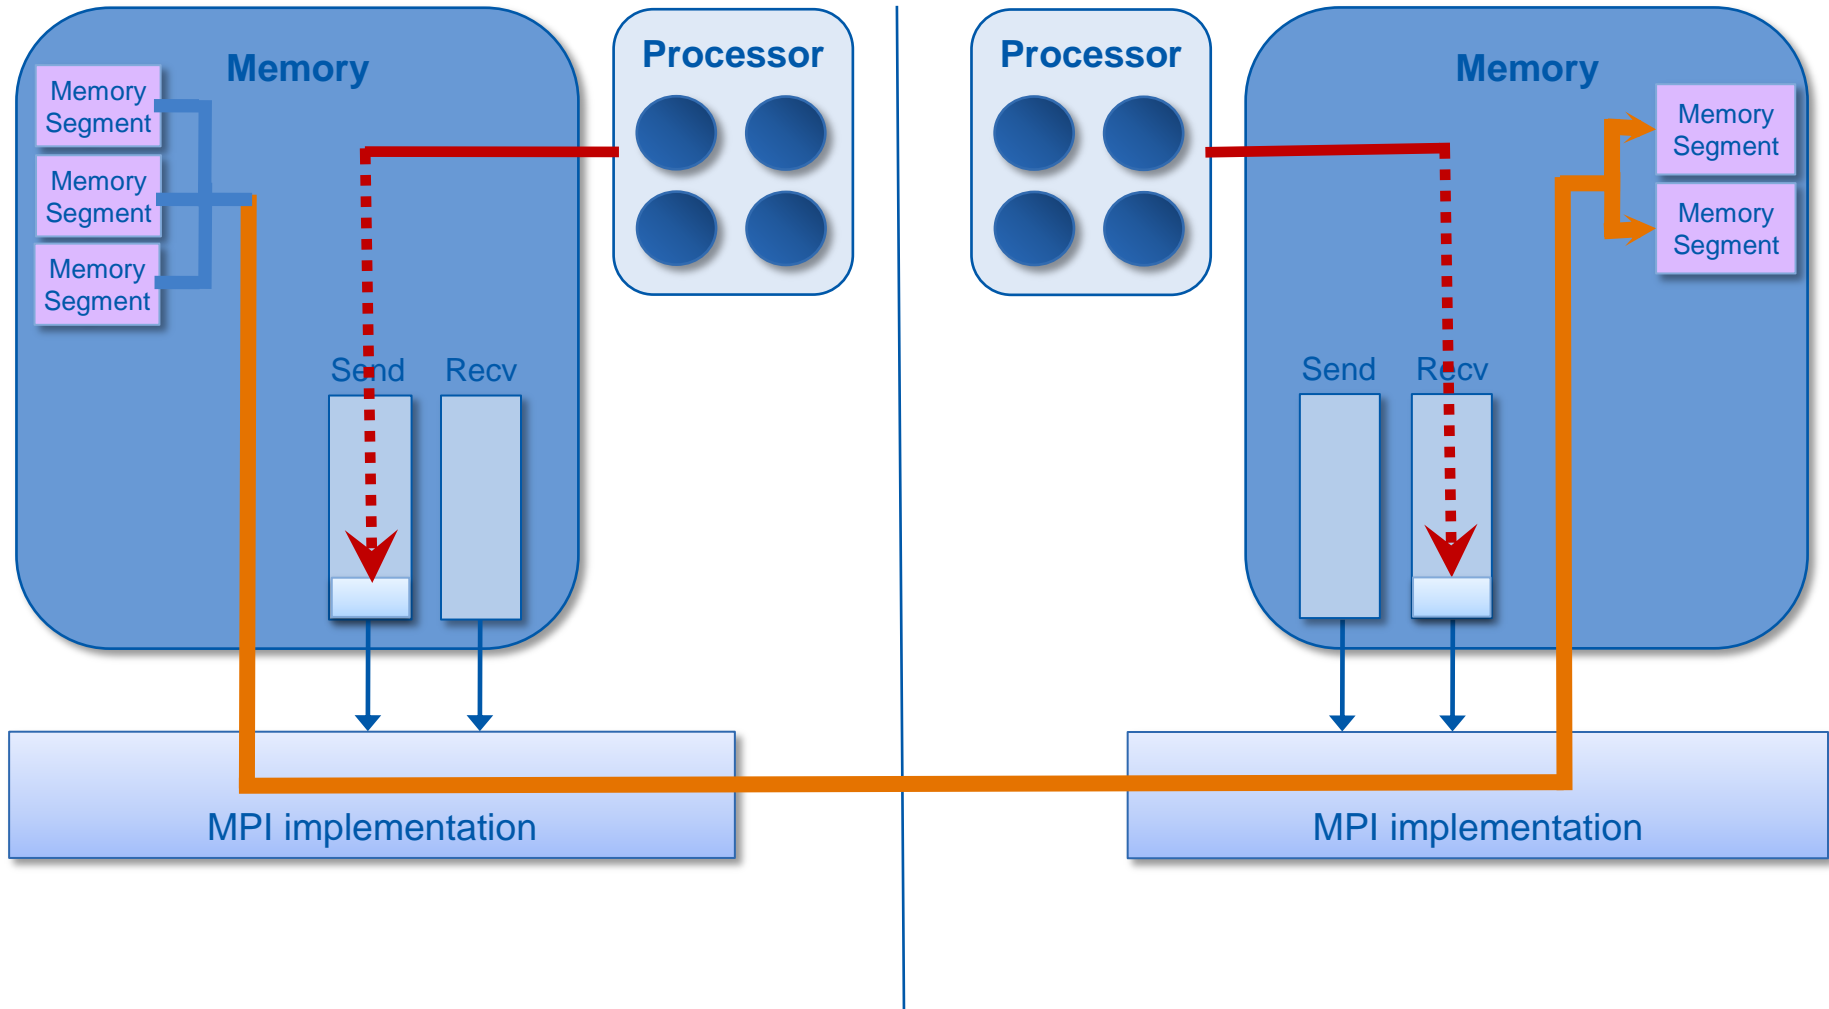 Memory
Memory
Segment
Memory
Segment
Memory
Segment
Send
Recv
Processor
MPI implementation
Processor
Memory
Memory
Segment
Memory
Segment
Send
Recv
MPI implementation